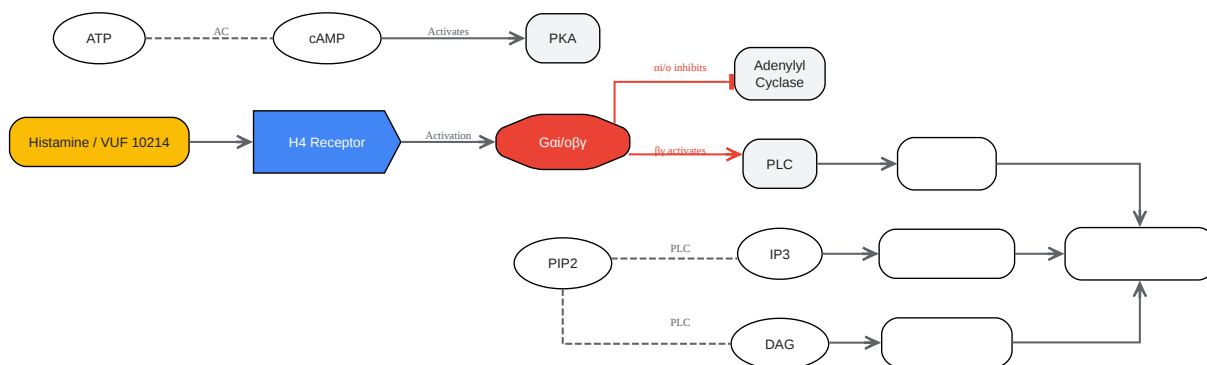 ATP
AC
cAMP
Activates
PKA
αi/o inhibits
Adenylyl
Cyclase
Histamine / VUF 10214
H4 Receptor
Activation
Gαi/oβγ
βγ activates
PLC
PIP2
PLC
IP3
PLC
DAG